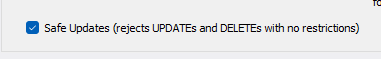 Safe Updates (rejects UPDATEs and DELETEs with no restrictions)